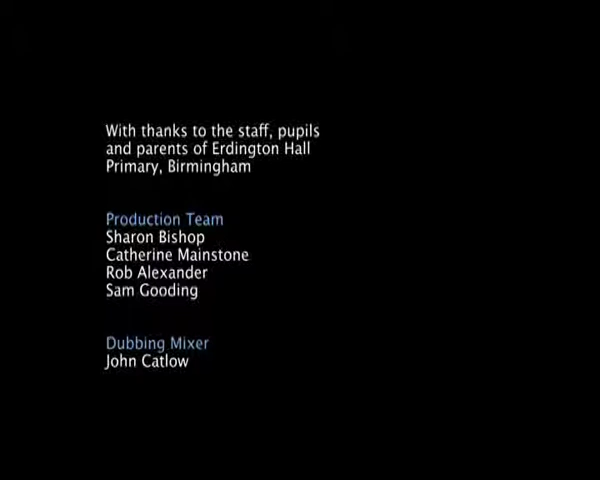 With thanks to the staff, pupils
and parents of Erdington Hall
Primary, Birmingham
Production Team
Sharon Bishop
Catherine Mainstone
Rob Alexander
Sam Gooding
Dubbing Mixer
John Catlow